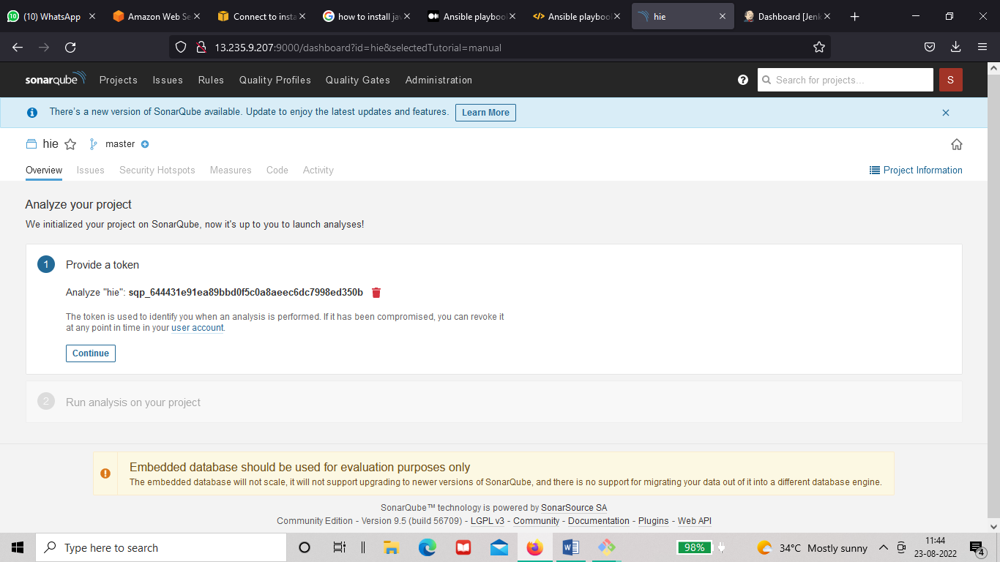 (10) WhatsApp
Amazon Web Se
Connect to insta
how to install jav
Ansible playbool
Ansible playbool
hie
Dashboard [Jenk
13.235.9.207:9000/dashboard?id=hie&selectedTutorial=manual
sonarqube Projects Issues Rules Quality Profiles Quality Gates Administration
Search for projects... S
There's a new version of SonarQube available. Update to enjoy the latest updates and features. Learn More
hie master
Overview Issues Security Hotspots Measures Code Activity Project Information
Analyze your project
We initialized your project on SonarQube, now it's up to you to launch analyses!
1 Provide a token
Analyze "hie": sqp_644431e91ea89bbd0f5c0a8aeec6dc7998ed350b
The token is used to identify you when an analysis is performed. If it has been compromised, you can revoke it
at any point in time in your user account.
Continue
2 Run analysis on your project
Embedded database should be used for evaluation purposes only
The embedded database will not scale, it will not support upgrading to newer versions of SonarQube, and there is no support for migrating your data out of it into a different database engine.
SonarQube™ technology is powered by SonarSource SA
Community Edition - Version 9.5 (build 56709) - LGPL v3 - Community - Documentation - Plugins - Web API
Type here to search
98%
34°C Mostly sunny
11:44
23-08-2022
4